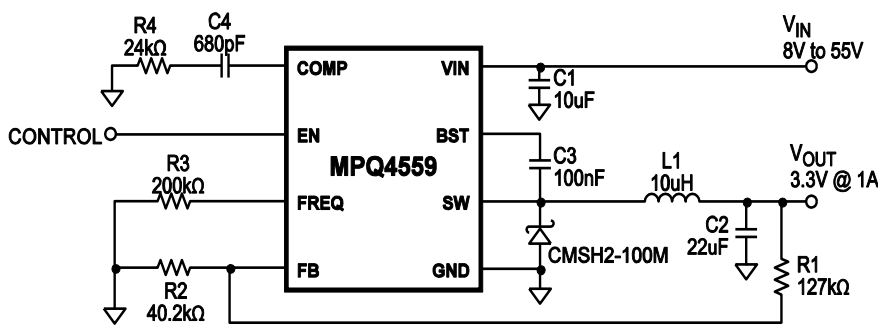 R4
24kΩ
C4
680pF
COMP
VIN
C1
10uF
V_IN
8V to 55V
CONTROL
EN
BST
MPQ4559
C3
100nF
R3
200kΩ
FREQ
SW
L1
10uH
V_OUT
3.3V @ 1A
C2
22uF
CMSH2-100M
R2
40.2kΩ
FB
GND
R1
127kΩ